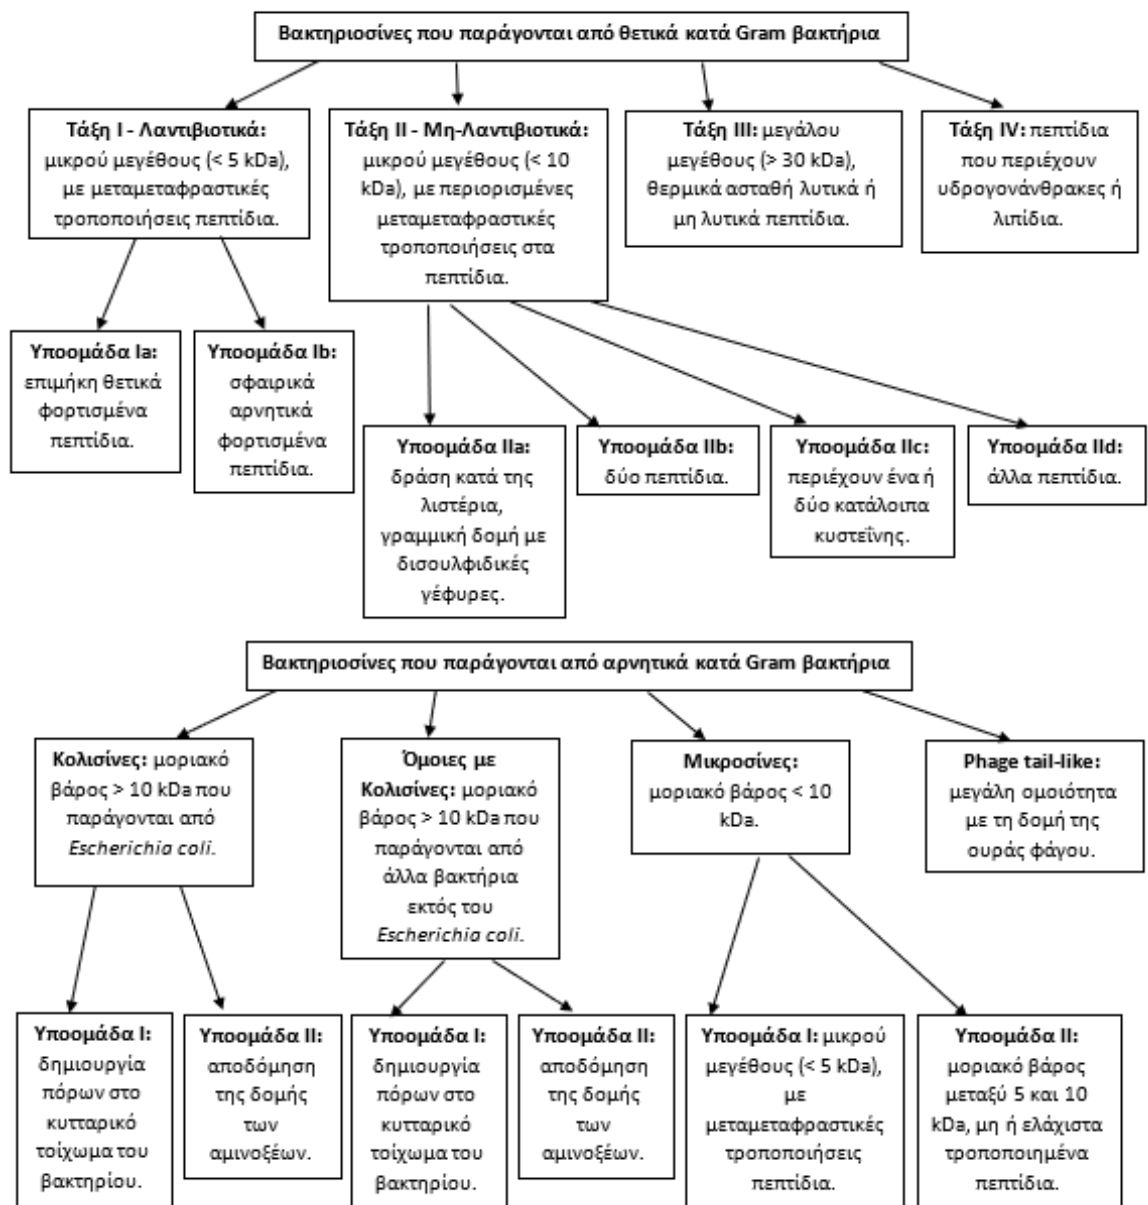 Βακτηριοσίνες που παράγονται από θετικά κατά Gram βακτήρια
Τάξη Ι - Λαντιβιοτικά:
μικρού μεγέθους (< 5 kDa),
με μεταμεταφραστικές
τροποποιήσεις πεπτίδια.
Τάξη ΙΙ - Μη-Λαντιβιοτικά:
μικρού μεγέθους (< 10
kDa), με περιορισμένες
μεταμεταφραστικές
τροποποιήσεις στα
πεπτίδια.
Τάξη ΙΙΙ: μεγάλου
μεγέθους (> 30 kDa),
θερμικά ασταθή λυτικά ή
μη λυτικά πεπτίδια.
Τάξη IV: πεπτίδια
που περιέχουν
υδρογονάνθρακες ή
λιπίδια.
Υποομάδα Ia:
επιμήκη θετικά
φορτισμένα
πεπτίδια.
Υποομάδα Ib:
σφαιρικά
αρνητικά
φορτισμένα
πεπτίδια.
Υποομάδα IIa:
δράση κατά της
λιστέρια,
γραμμική δομή με
δισουλφιδικές
γέφυρες.
Υποομάδα IIb:
δύο πεπτίδια.
Υποομάδα IIc:
περιέχουν ένα ή
δύο κατάλοιπα
κυστεΐνης.
Υποομάδα IId:
άλλα πεπτίδια.
Βακτηριοσίνες που παράγονται από αρνητικά κατά Gram βακτήρια
Κολισίνες: μοριακό
βάρος > 10 kDa που
παράγονται από
Escherichia coli.
Όμοιες με
Κολισίνες: μοριακό
βάρος > 10 kDa που
παράγονται από
άλλα βακτήρια
εκτός του
Escherichia coli.
Μικροσίνες:
μοριακό βάρος < 10
kDa.
Phage tail-like:
μεγάλη ομοιότητα
με τη δομή της
ουράς φάγου.
Υποομάδα Ι:
δημιουργία
πόρων στο
κυτταρικό
τοίχωμα του
βακτηρίου.
Υποομάδα ΙΙ:
αποδόμηση
της δομής
των
αμινοξέων.
Υποομάδα Ι:
δημιουργία
πόρων στο
κυτταρικό
τοίχωμα του
βακτηρίου.
Υποομάδα ΙΙ:
αποδόμηση
της δομής
των
αμινοξέων.
Υποομάδα Ι: μικρού
μεγέθους (< 5 kDa),
με
μεταμεταφραστικές
τροποποιήσεις
πεπτίδια.
Υποομάδα ΙΙ:
μοριακό βάρος
μεταξύ 5 και 10
kDa, μη ή ελάχιστα
τροποποιημένα
πεπτίδια.